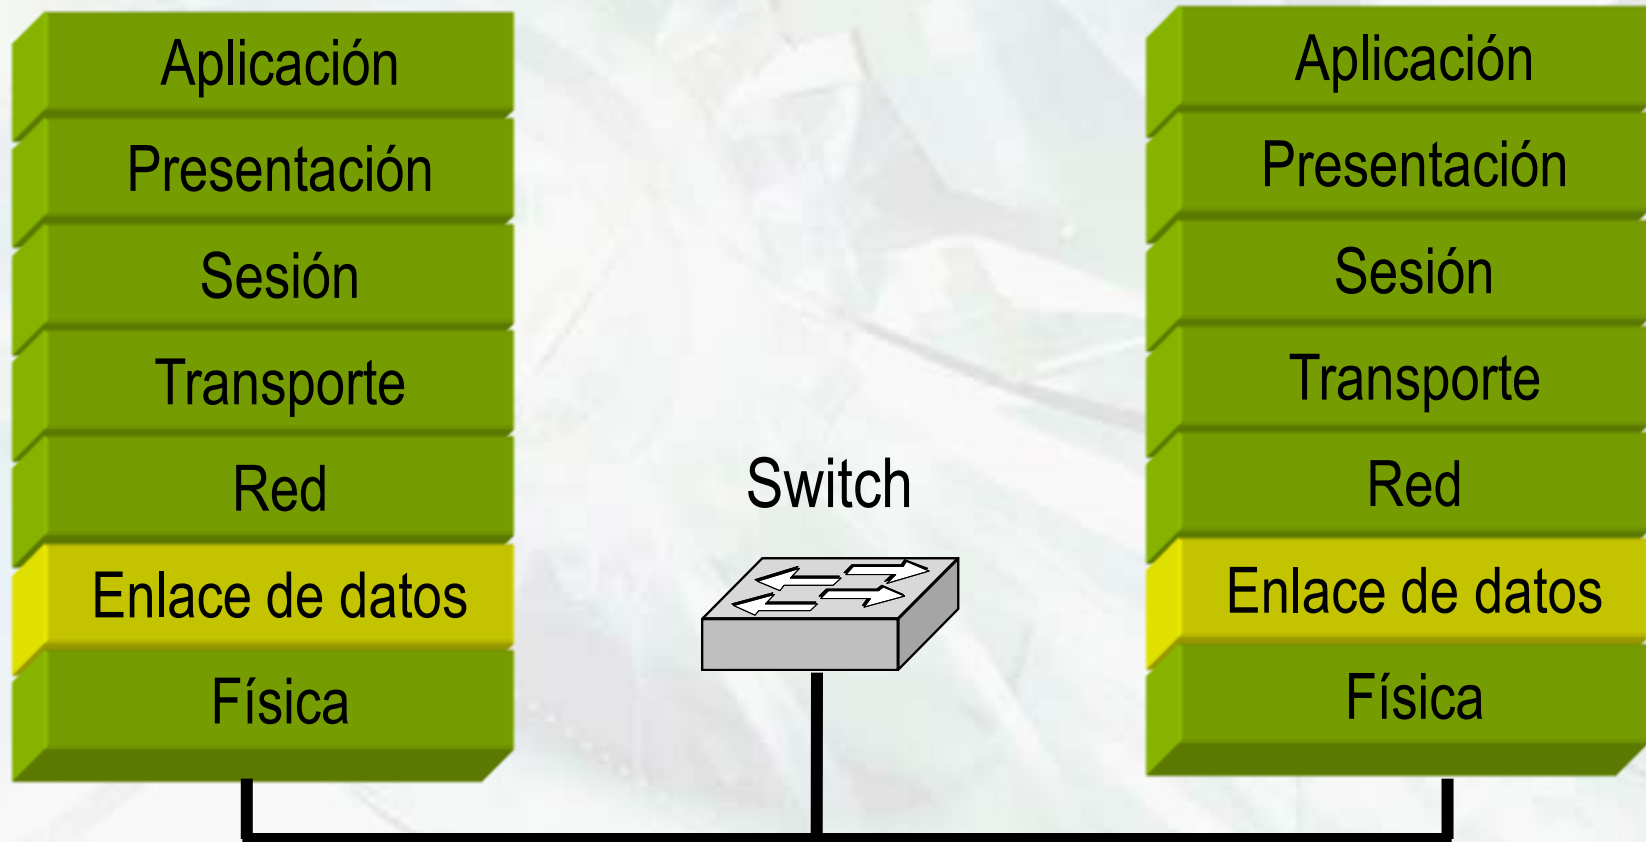 Aplicación
Presentación
Sesión
Transporte
Red
Enlace de datos
Física
Switch
Aplicación
Presentación
Sesión
Transporte
Red
Enlace de datos
Física